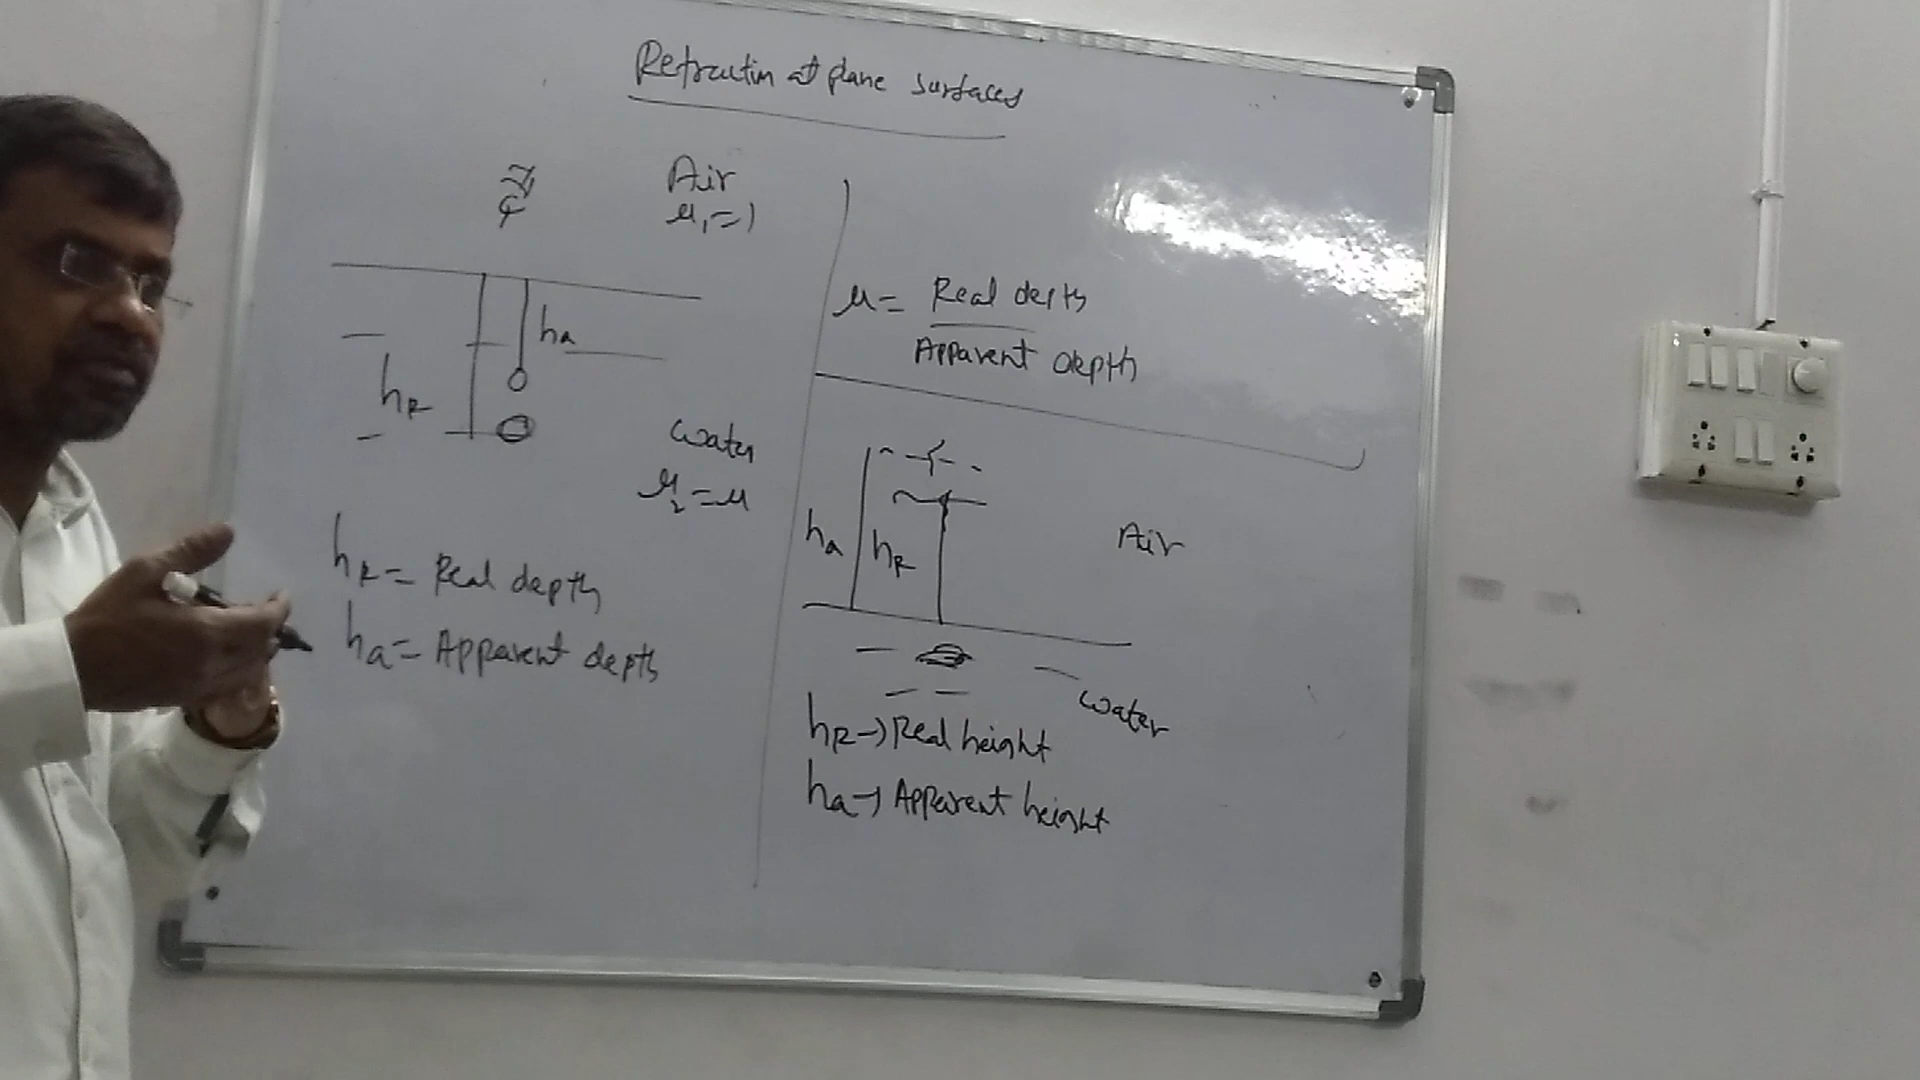 Refraction at plane surfaces
Air
μ₁=1
ha
hR
water
μ₂=μ
hR= Real depth
ha= Apparent depth
μ= Real depth
Apparent depth
ha
hR
Air
water
hR→Real height
ha→Apparent height